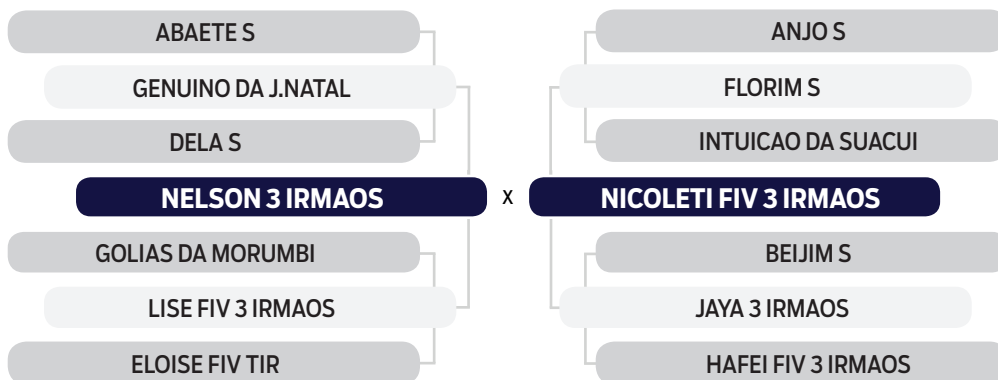 ABAETE S
GENUINO DA J.NATAL
DELA S
NELSON 3 IRMAOS
GOLIAS DA MORUMBI
LISE FIV 3 IRMAOS
ELOISE FIV TIR
x
ANJO S
FLORIM S
INTUICAO DA SUACUI
NICOLETI FIV 3 IRMAOS
BEIJIM S
JAYA 3 IRMAOS
HAFEI FIV 3 IRMAOS